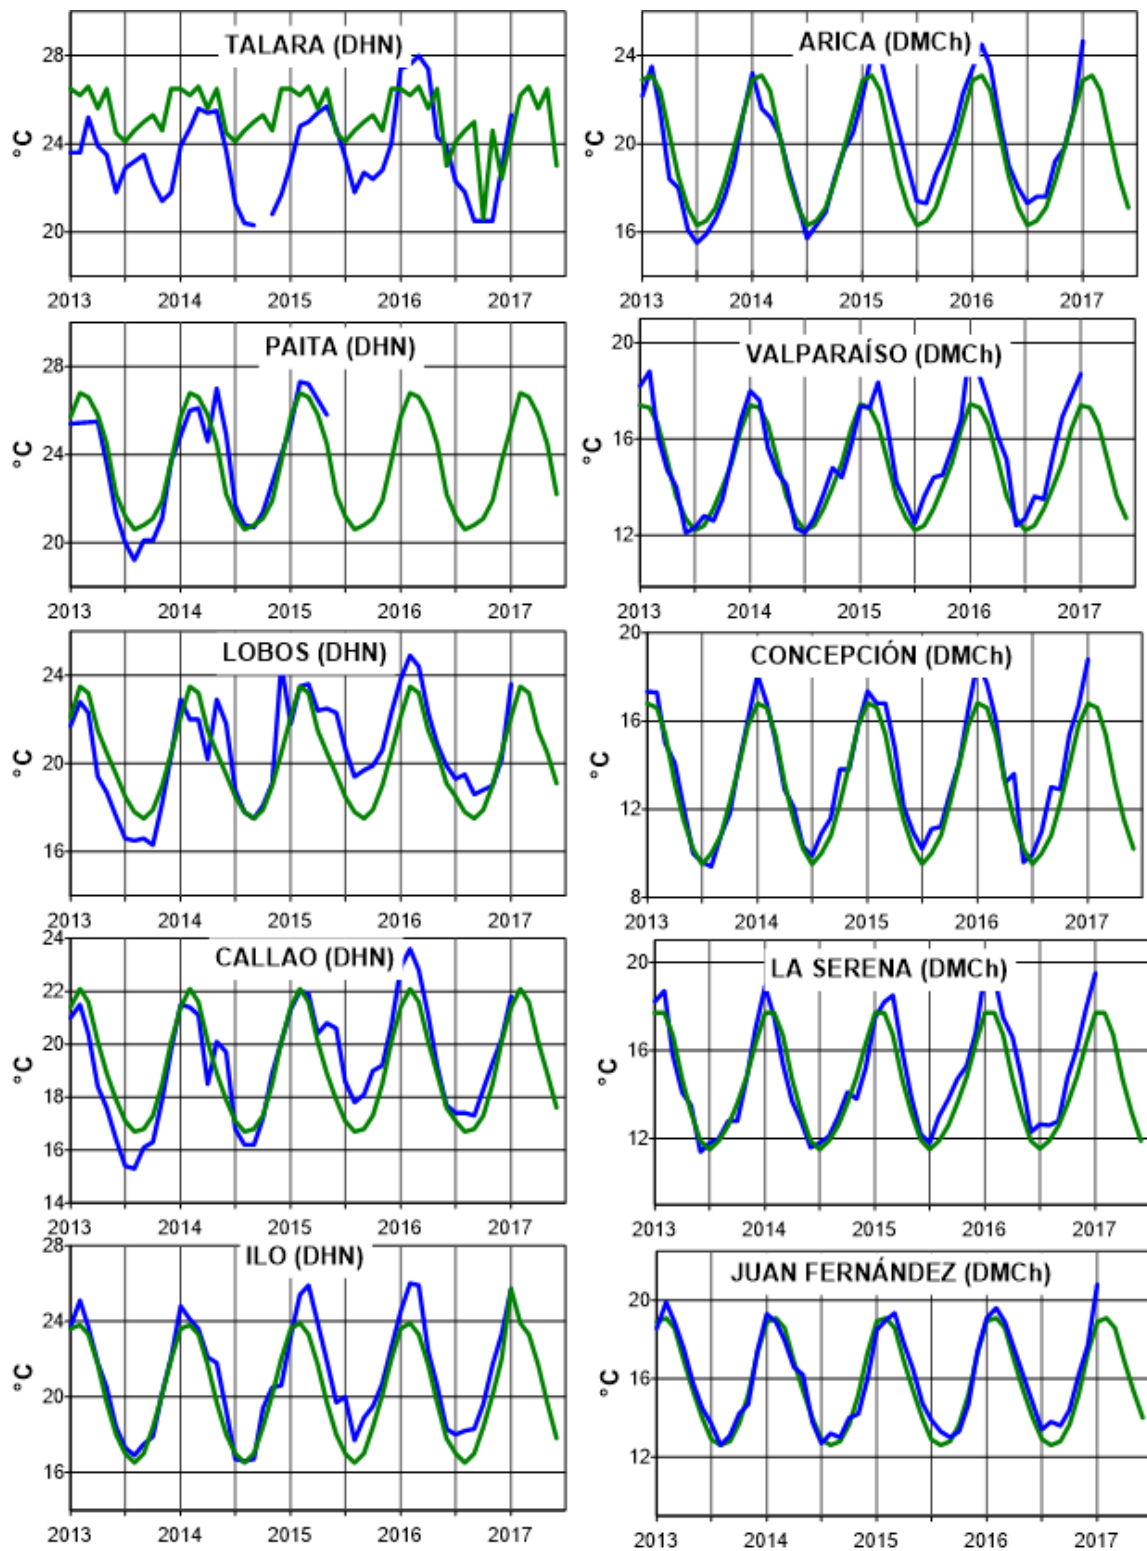 TALARA (DHN)
°C
28
24
20
2013 2014 2015 2016 2017
PAITA (DHN)
°C
28
24
20
2013 2014 2015 2016 2017
LOBOS (DHN)
°C
24
20
16
2013 2014 2015 2016 2017
CALLAO (DHN)
°C
24
22
20
18
16
14
2013 2014 2015 2016 2017
ILO (DHN)
°C
28
24
20
16
2013 2014 2015 2016 2017
ARICA (DMCh)
°C
24
20
16
2013 2014 2015 2016 2017
VALPARAÍSO (DMCh)
°C
20
16
12
2013 2014 2015 2016 2017
CONCEPCIÓN (DMCh)
°C
20
16
12
8
2013 2014 2015 2016 2017
LA SERENA (DMCh)
°C
20
16
12
2013 2014 2015 2016 2017
JUAN FERNÁNDEZ (DMCh)
°C
20
16
12
2013 2014 2015 2016 2017